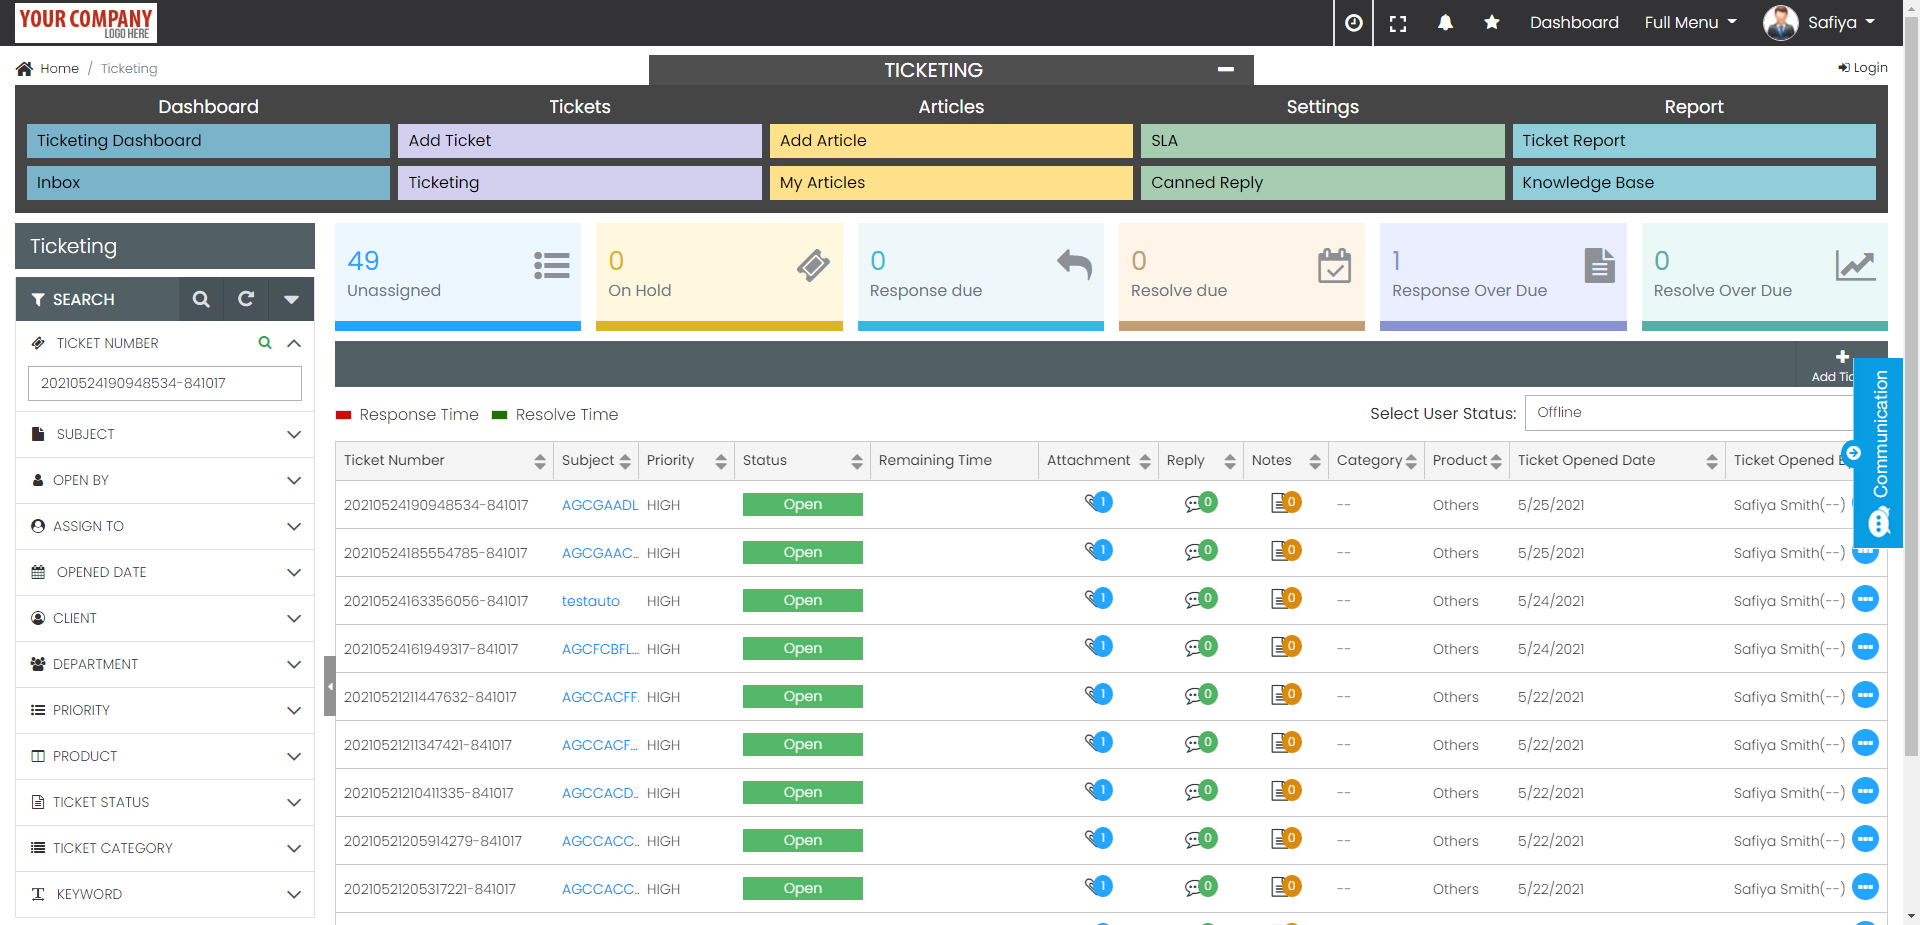 YOUR COMPANY
LOGO HERE
Dashboard
Full Menu
Safiya
Home / Ticketing
TICKETING
Login
Dashboard
Tickets
Articles
Settings
Report
Ticketing Dashboard
Add Ticket
Add Article
SLA
Ticket Report
Inbox
Ticketing
My Articles
Canned Reply
Knowledge Base
Ticketing
SEARCH
TICKET NUMBER
20210524190948534-841017
SUBJECT
OPEN BY
ASSIGN TO
OPENED DATE
CLIENT
DEPARTMENT
PRIORITY
PRODUCT
TICKET STATUS
TICKET CATEGORY
KEYWORD
49
Unassigned
0
On Hold
0
Response due
0
Resolve due
1
Response Over Due
0
Resolve Over Due
Add Tic
Response Time
Resolve Time
Select User Status: Offline
Communication
Ticket Number Subject Priority Status Remaining Time Attachment Reply Notes Category Product Ticket Opened Date Ticket Opened
20210524190948534-841017 AGCGAADL HIGH Open 1 0 0 -- Others 5/25/2021 Safiya Smith(--)
20210524185554785-841017 AGCGAAC... HIGH Open 1 0 0 -- Others 5/25/2021 Safiya Smith(--)
20210524163356056-841017 testauto HIGH Open 1 0 0 -- Others 5/24/2021 Safiya Smith(--)
20210524161949317-841017 AGCFCBFL... HIGH Open 1 0 0 -- Others 5/24/2021 Safiya Smith(--)
20210521211447632-841017 AGCCACFF. HIGH Open 1 0 0 -- Others 5/22/2021 Safiya Smith(--)
20210521211347421-841017 AGCCACF... HIGH Open 1 0 0 -- Others 5/22/2021 Safiya Smith(--)
20210521210411335-841017 AGCCACD.. HIGH Open 1 0 0 -- Others 5/22/2021 Safiya Smith(--)
20210521205914279-841017 AGCCACC.. HIGH Open 1 0 0 -- Others 5/22/2021 Safiya Smith(--)
20210521205317221-841017 AGCCACC.. HIGH Open 1 0 0 -- Others 5/22/2021 Safiya Smith(--)